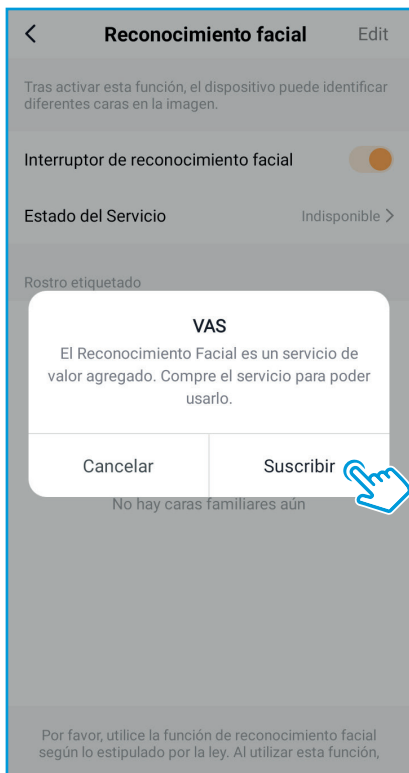 Reconocimiento facial Edit
Tras activar esta función, el dispositivo puede identificar
diferentes caras en la imagen.
Interruptor de reconocimiento facial
Estado del Servicio Indisponible >
Rostro etiquetado
VAS
El Reconocimiento Facial es un servicio de
valor agregado. Compre el servicio para poder
usarlo.
Cancelar Suscribir
No hay caras familiares aún
Por favor, utilice la función de reconocimiento facial
según lo estipulado por la ley. Al utilizar esta función,